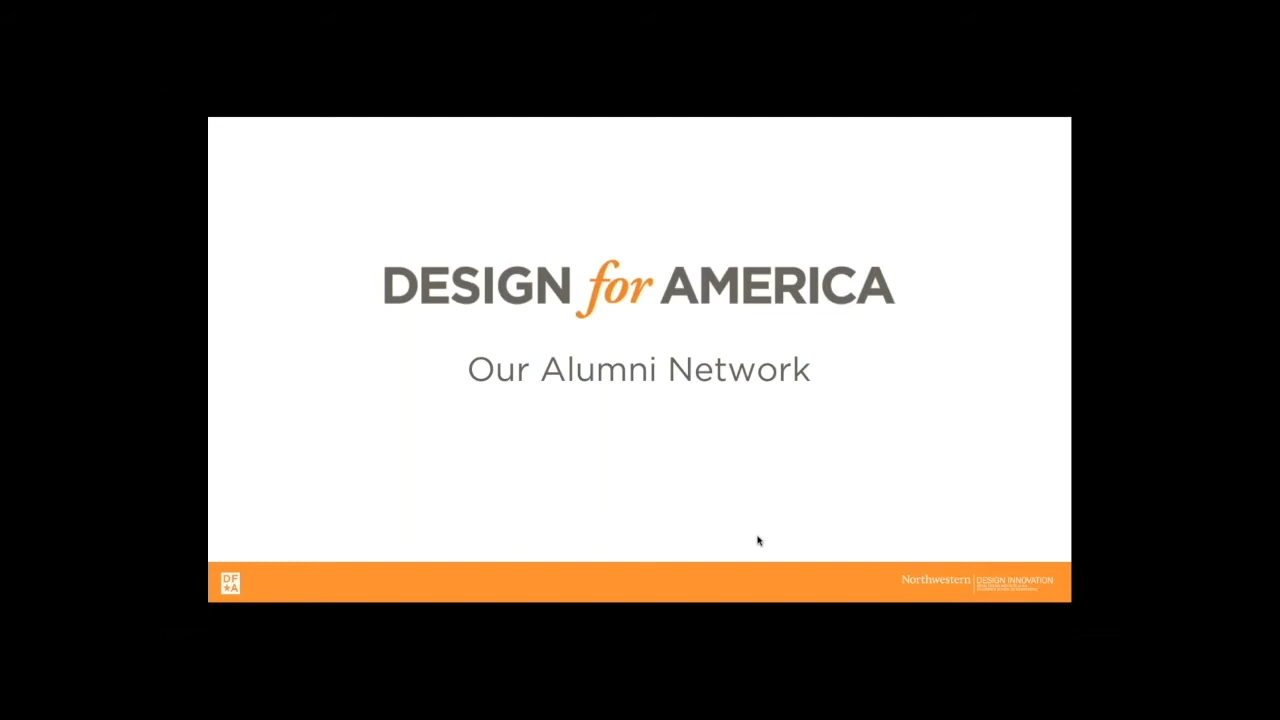 DESIGN for AMERICA
Our Alumni Network
DF
★A
Northwestern
DESIGN INNOVATION